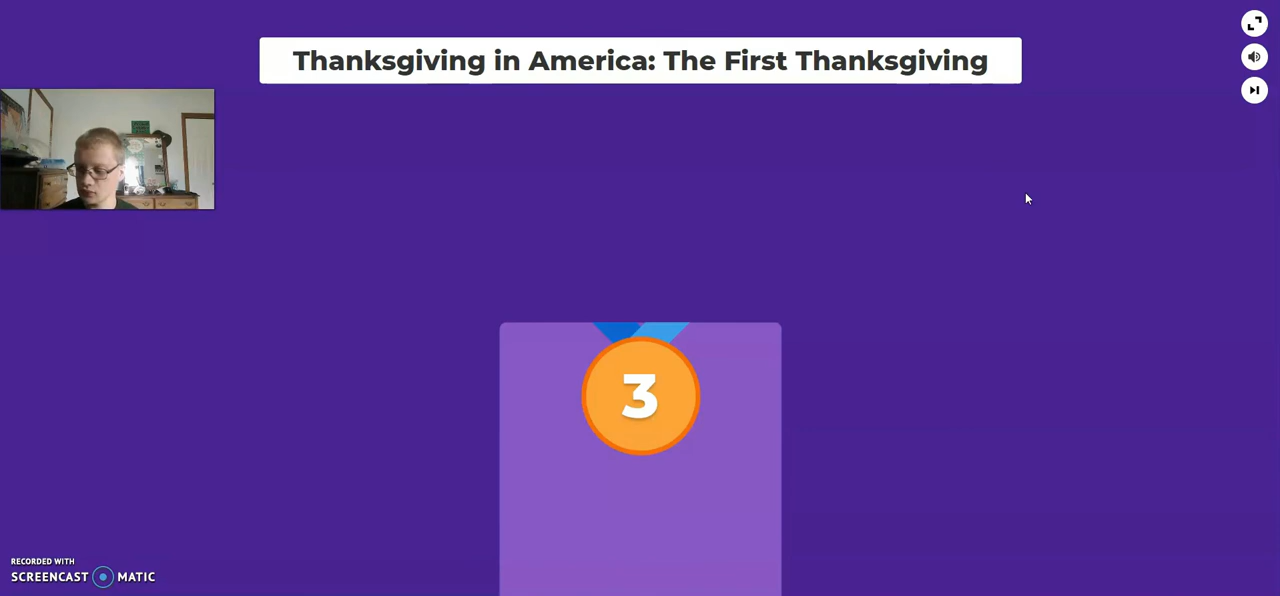 Thanksgiving in America: The First Thanksgiving
3
RECORDED WITH
SCREENCAST MATIC